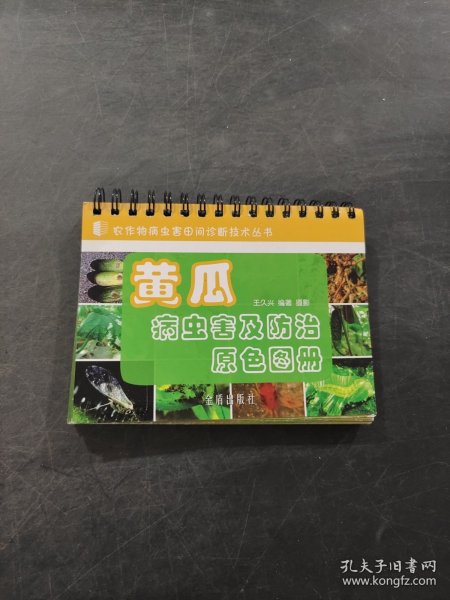 农作物病虫害田间诊断技术丛书
黄瓜
王久兴 编著 摄影
病虫害及防治
原色图册
金盾出版社
孔夫子旧书网
www.kongfz.com